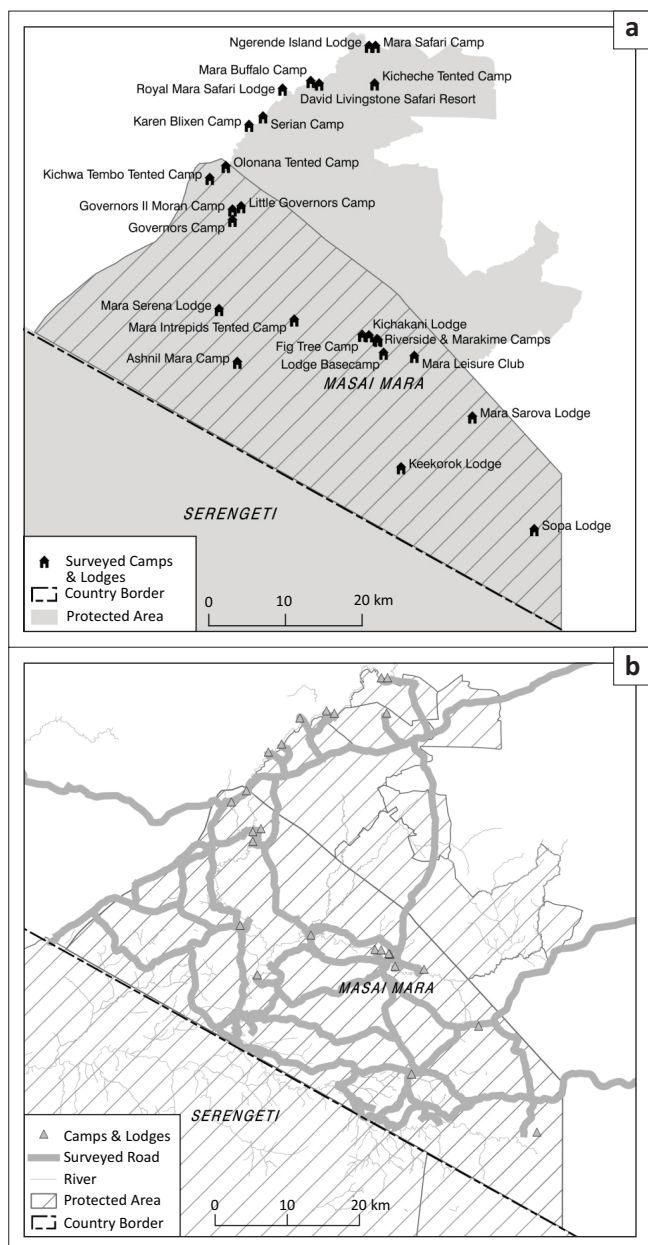 a
Ngerende Island Lodge
Mara Safari Camp
Mara Buffalo Camp
Kicheche Tented Camp
Royal Mara Safari Lodge
David Livingstone Safari Resort
Karen Blixen Camp
Serian Camp
Olonana Tented Camp
Kichwa Tembo Tented Camp
Governors II Moran Camp
Little Governors Camp
Governors Camp
Mara Serena Lodge
Mara Intrepids Tented Camp
Kichakani Lodge
Riverside & Marakime Camps
Fig Tree Camp
Ashnil Mara Camp
Lodge Basecamp
Mara Leisure Club
MASAI MARA
Mara Sarova Lodge
Keekorok Lodge
SERENGETI
Sopa Lodge
Surveyed Camps
& Lodges
Country Border
Protected Area
0 10 20 km
b
MASAI MARA
SERENGETI
Camps & Lodges
Surveyed Road
River
Protected Area
Country Border
0 10 20 km